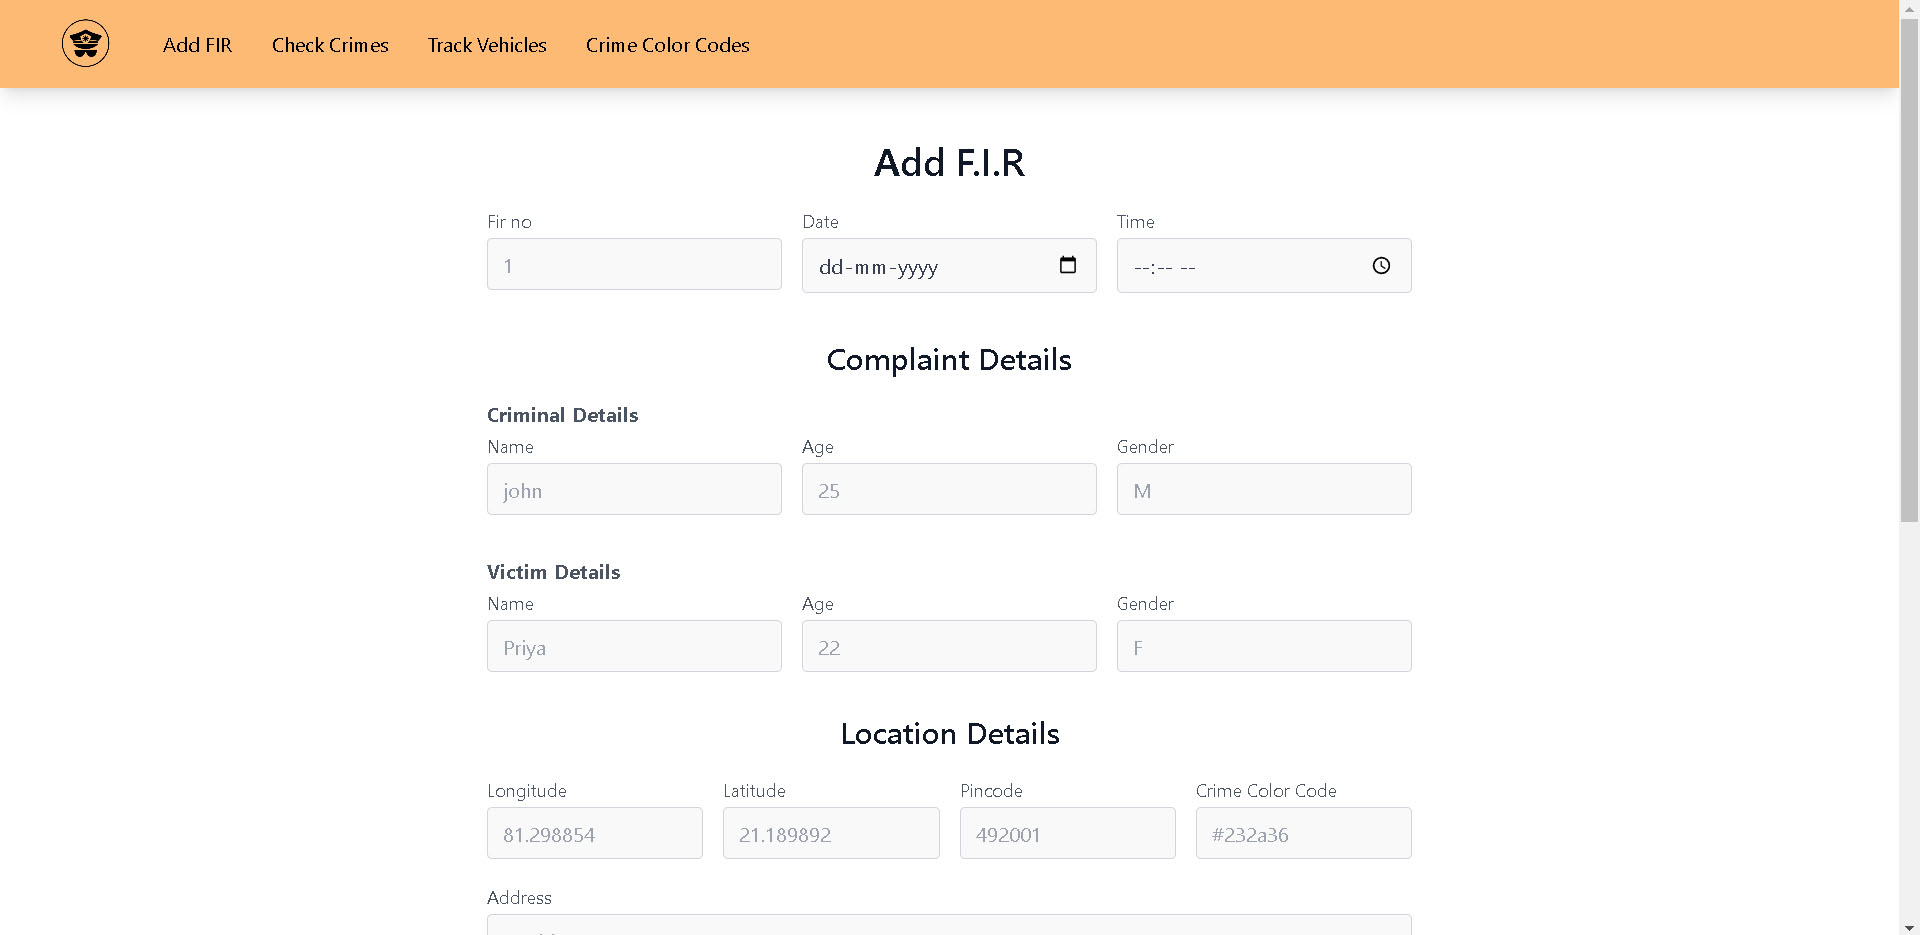 Add FIR Check Crimes Track Vehicles Crime Color Codes
Add F.I.R
Fir no Date Time
1 dd-mm-yyyy --:-- --
Complaint Details
Criminal Details
Name Age Gender
john 25 M
Victim Details
Name Age Gender
Priya 22 F
Location Details
Longitude Latitude Pincode Crime Color Code
81.298854 21.189892 492001 #232a36
Address